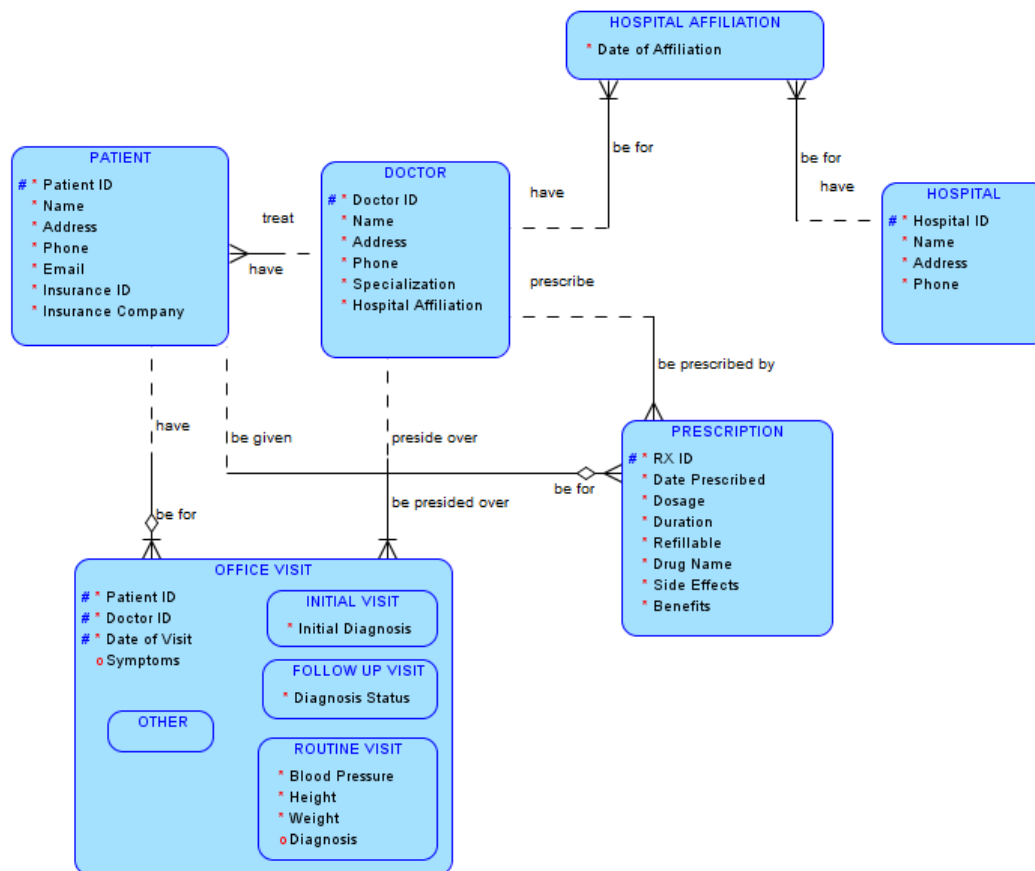 HOSPITAL AFFILIATION
* Date of Affiliation
be for
be for
have
have
PATIENT
# * Patient ID
* Name
* Address
* Phone
* Email
* Insurance ID
* Insurance Company
treat
have
DOCTOR
# * Doctor ID
* Name
* Address
* Phone
* Specialization
* Hospital Affiliation
HOSPITAL
# * Hospital ID
* Name
* Address
* Phone
prescribe
be prescribed by
have
be given
preside over
be for
be presided over
be for
PRESCRIPTION
# * RX ID
* Date Prescribed
* Dosage
* Duration
* Refillable
* Drug Name
* Side Effects
* Benefits
OFFICE VISIT
# * Patient ID
# * Doctor ID
# * Date of Visit
o Symptoms
INITIAL VISIT
* Initial Diagnosis
FOLLOW UP VISIT
* Diagnosis Status
OTHER
ROUTINE VISIT
* Blood Pressure
* Height
* Weight
o Diagnosis